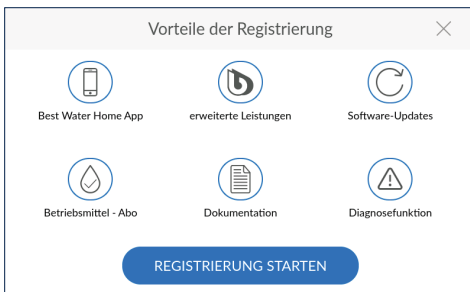 Vorteile der Registrierung
Best Water Home App
erweiterte Leistungen
Software-Updates
Betriebsmittel - Abo
Dokumentation
Diagnosefunktion
REGISTRIERUNG STARTEN